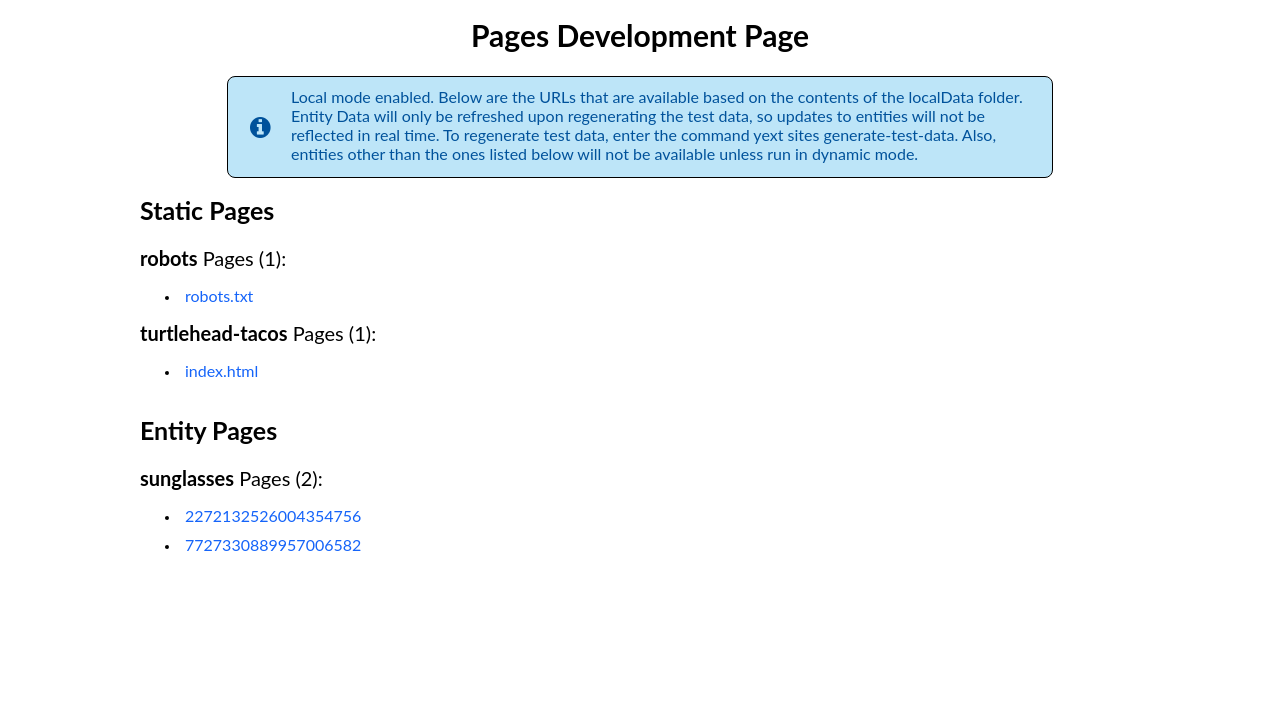 Pages Development Page
Local mode enabled. Below are the URLs that are available based on the contents of the localData folder.
Entity Data will only be refreshed upon regenerating the test data, so updates to entities will not be
reflected in real time. To regenerate test data, enter the command yext sites generate-test-data. Also,
entities other than the ones listed below will not be available unless run in dynamic mode.
Static Pages
robots Pages (1):
robots.txt
turtlehead-tacos Pages (1):
index.html
Entity Pages
sunglasses Pages (2):
2272132526004354756
7727330889957006582